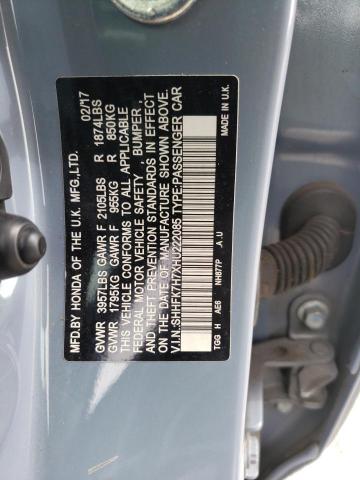 MFD.BY HONDA OF THE U.K. MFG.,LTD. 02/17
GVWR 3957LBS GAWR F 2105LBS R 1874LBS
GVWR 1795KG GAWR F 955KG R 850KG
THIS VEHICLE CONFORMS TO ALL APPLICABLE
FEDERAL MOTOR VEHICLE SAFETY , BUMPER ,
AND THEFT PREVENTION STANDARDS IN EFFECT
ON THE DATE OF MANUFACTURE SHOWN ABOVE.
V.I.N.:SHHFK7H7XHU222085 TYPE:PASSENGER CAR
TGG H AE6 NH877P .A .U MADE IN U.K.